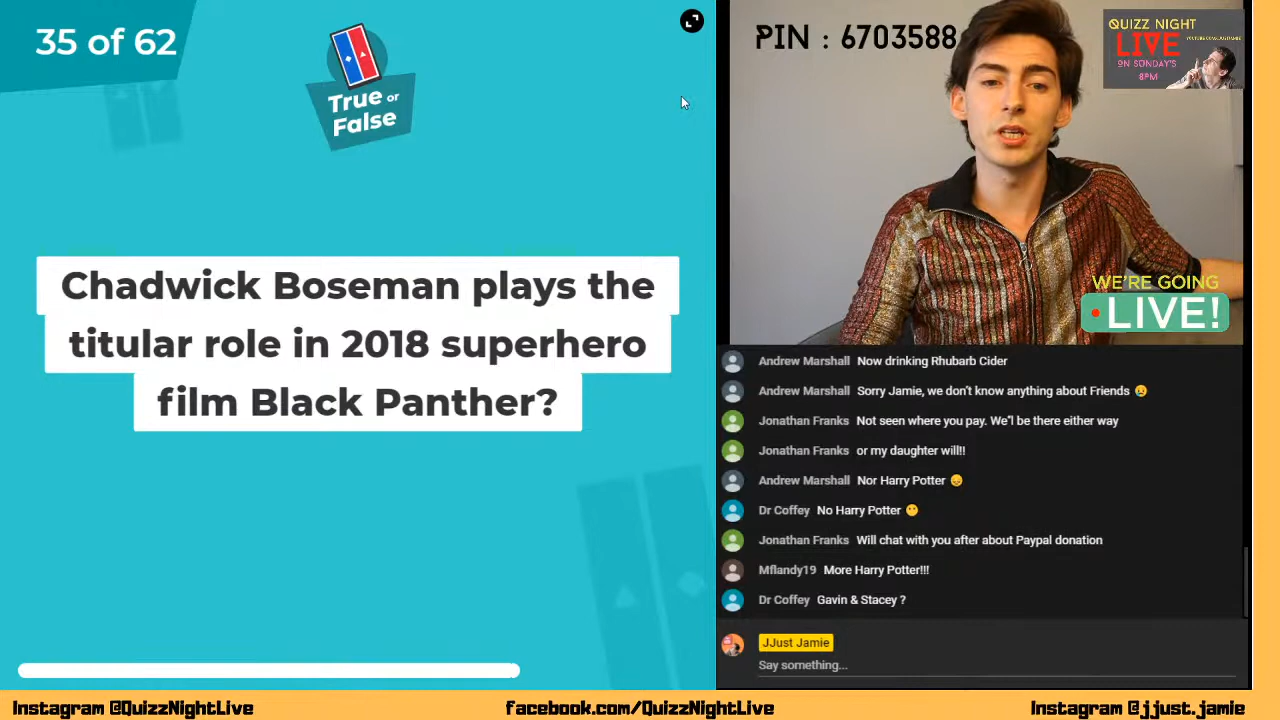 35 of 62
True or
False
Chadwick Boseman plays the
titular role in 2018 superhero
film Black Panther?
PIN : 6703588
QUIZZ NIGHT
LIVE
ON SUNDAY'S
8PM
WE'RE GOING
LIVE!
Andrew Marshall Now drinking Rhubarb Cider
Andrew Marshall Sorry Jamie, we don't know anything about Friends 😥
Jonathan Franks Not seen where you pay. We"l be there either way
Jonathan Franks or my daughter will!!
Andrew Marshall Nor Harry Potter 😞
Dr Coffey No Harry Potter 😬
Jonathan Franks Will chat with you after about Paypal donation
Mflandy19 More Harry Potter!!!
Dr Coffey Gavin & Stacey ?
JJust Jamie
Say something...
Instagram @QuizzNightLive
facebook.com/QuizzNightLive
Instagram @jjust.jamie